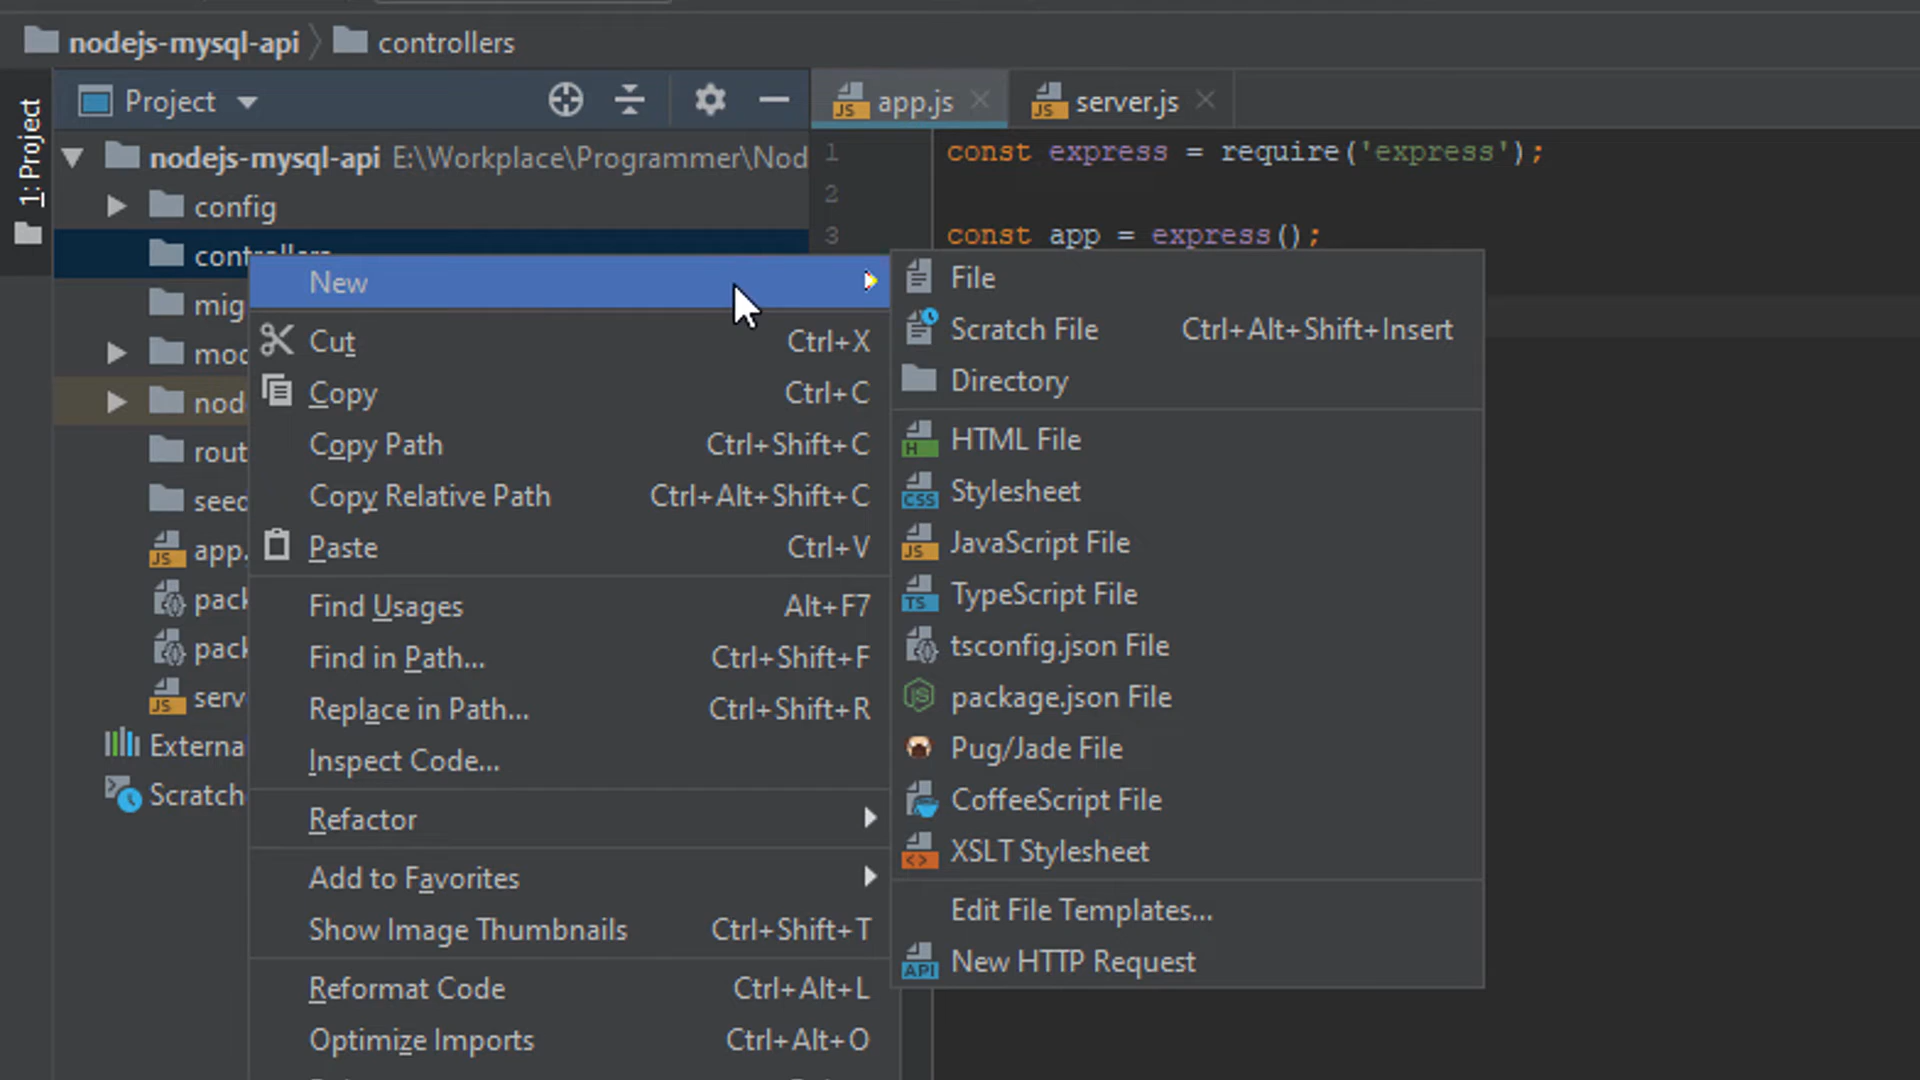 nodejs-mysql-api
controllers
1: Project
Project
app.js
server.js
nodejs-mysql-api E:\Workplace\Programmer\Nod
config
controllers
mig
mod
nod
rout
seed
app.
pack
pack
serv
Externa
Scratch
1
2
3
const express = require('express');
const app = express();
New
Cut Ctrl+X
Copy Ctrl+C
Copy Path Ctrl+Shift+C
Copy Relative Path Ctrl+Alt+Shift+C
Paste Ctrl+V
Find Usages Alt+F7
Find in Path... Ctrl+Shift+F
Replace in Path... Ctrl+Shift+R
Inspect Code...
Refactor
Add to Favorites
Show Image Thumbnails Ctrl+Shift+T
Reformat Code Ctrl+Alt+L
Optimize Imports Ctrl+Alt+O
File
Scratch File Ctrl+Alt+Shift+Insert
Directory
HTML File
Stylesheet
JavaScript File
TypeScript File
tsconfig.json File
package.json File
Pug/Jade File
CoffeeScript File
XSLT Stylesheet
Edit File Templates...
New HTTP Request